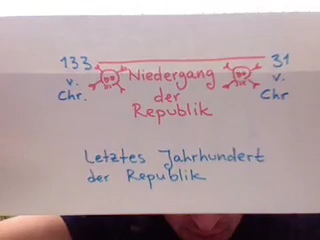 133 v. Chr.
Niedergang
der
Republik
31 v. Chr
Letztes Jahrhundert
der Republik